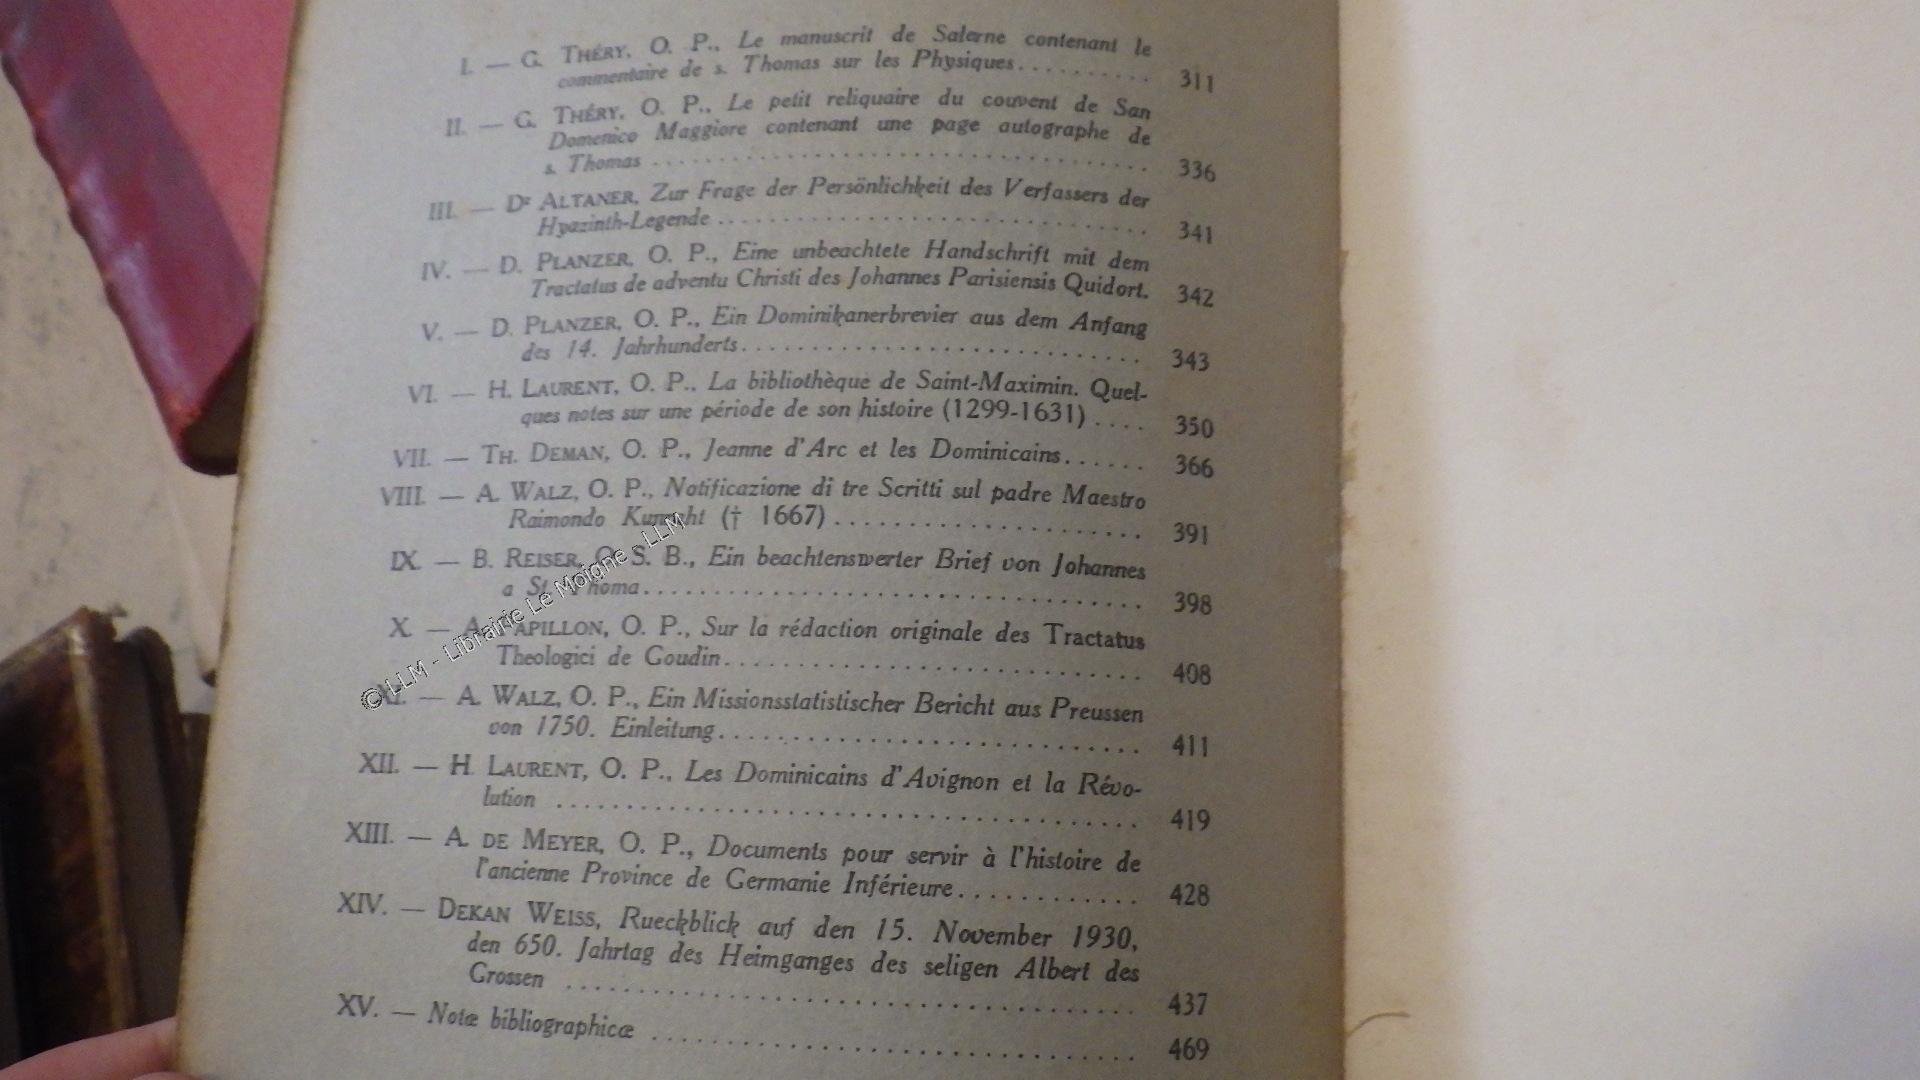 I. — G. THÉRY, O. P., Le manuscrit de Salerne contenant le
commentaire de s. Thomas sur les Physiques.......... 311
II. — G. THÉRY, O. P., Le petit reliquaire du couvent de San
Domenico Maggiore contenant une page autographe de
s. Thomas .................................... 336
III. — Dr ALTANER, Zur Frage der Persönlichkeit des Verfassers der
Hyazinth-Legende .............................. 341
IV. — D. PLANZER, O. P., Eine unbeachtete Handschrift mit dem
Tractatus de adventu Christi des Johannes Parisiensis Quidort. 342
V. — D. PLANZER, O. P., Ein Dominikanerbrevier aus dem Anfang
des 14. Jahrhunderts............................ 343
VI. — H. LAURENT, O. P., La bibliothèque de Saint-Maximin. Quel-
ques notes sur une période de son histoire (1299-1631) .... 350
VII. — TH. DEMAN, O. P., Jeanne d'Arc et les Dominicains...... 366
VIII. — A. WALZ, O. P., Notificazione di tre Scritti sul padre Maestro
Raimondo († 1667) ..................... 391
IX. — B. REISER, O. S. B., Ein beachtenswerter Brief von Johannes
a St. Thoma.................................... 398
X. — A. PAPILLON, O. P., Sur la rédaction originale des Tractatus
Theologici de Goudin............................. 408
XI. — A. WALZ, O. P., Ein Missionsstatistischer Bericht aus Preussen
von 1750. Einleitung............................. 411
XII. — H. LAURENT, O. P., Les Dominicains d'Avignon et la Révo-
lution ........................................ 419
XIII. — A. DE MEYER, O. P., Documents pour servir à l'histoire de
l'ancienne Province de Germanie Inférieure............ 428
XIV. — DEKAN WEISS, Rueckblick auf den 15. November 1930,
den 650. Jahrtag des Heimganges des seligen Albert des
Grossen ....................................... 437
XV. — Notæ bibliographicæ ............................... 469
© LLM - Librairie Le Moigne - LLM